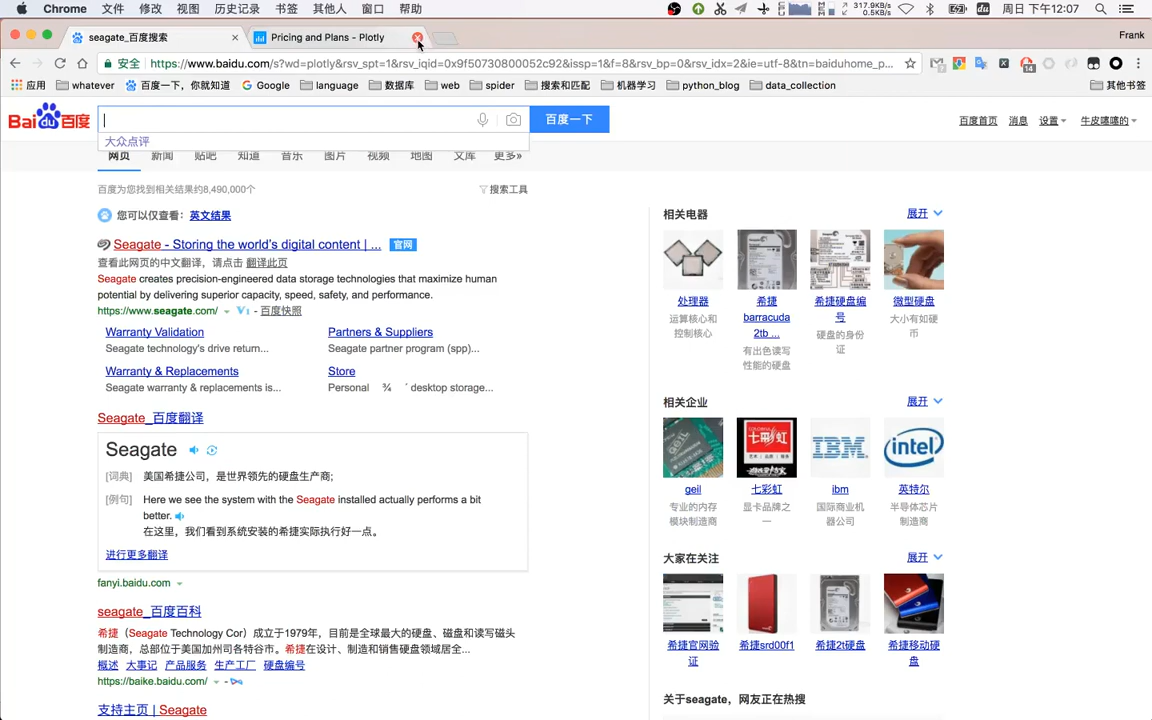 Chrome 文件 修改 视图 历史记录 书签 其他人 窗口 帮助 317.9KB/s 0.5KB/s 周日 下午12:07
seagate_百度搜索 Pricing and Plans - Plotly Frank
安全 https://www.baidu.com/s?wd=plotly&rsv_spt=1&rsv_iqid=0x9f50730800052c92&issp=1&f=8&rsv_bp=0&rsv_idx=2&ie=utf-8&tn=baiduhome_p... 14
应用 whatever 百度一下，你就知道 Google language 数据库 web spider 搜索和匹配 机器学习 python_blog data_collection 其他书签
Bai du 百度 百度一下 百度首页 消息 设置 牛皮噻噻的
大众点评
网页 新闻 贴吧 知道 音乐 图片 视频 地图 文库 更多»
百度为您找到相关结果约8,490,000个 搜索工具
您可以仅查看: 英文结果
Seagate - Storing the world's digital content | ... 官网
查看此网页的中文翻译，请点击 翻译此页
Seagate creates precision-engineered data storage technologies that maximize human
potential by delivering superior capacity, speed, safety, and performance.
https://www.seagate.com/ V1 - 百度快照
Warranty Validation Partners & Suppliers
Seagate technology's drive return... Seagate partner program (spp)...
Warranty & Replacements Store
Seagate warranty & replacements is... Personal ¾ ´ desktop storage...
Seagate_百度翻译
Seagate
[词典] 美国希捷公司，是世界领先的硬盘生产商;
[例句] Here we see the system with the Seagate installed actually performs a bit
better.
在这里，我们看到系统安装的希捷实际执行好一点。
进行更多翻译
fanyi.baidu.com
seagate_百度百科
希捷（Seagate Technology Cor）成立于1979年，目前是全球最大的硬盘、磁盘和读写磁头
制造商，总部位于美国加州司各特谷市。希捷在设计、制造和销售硬盘领域居全...
概述 大事记 产品服务 生产工厂 硬盘编号
https://baike.baidu.com/
支持主页 | Seagate
相关电器 展开
处理器 希捷 希捷硬盘编 微型硬盘
barracuda 号
2tb ...
运算核心和 硬盘的身份 大小有如硬
控制核心 证 币
有出色读写
性能的硬盘
相关企业 展开
geil 七彩虹 ibm 英特尔
专业的内存 显卡品牌之 国际商业机 半导体芯片
模块制造商 一 器公司 制造商
大家在关注 展开
希捷官网验 希捷srd00f1 希捷2t硬盘 希捷移动硬
证 盘
关于seagate，网友正在热搜